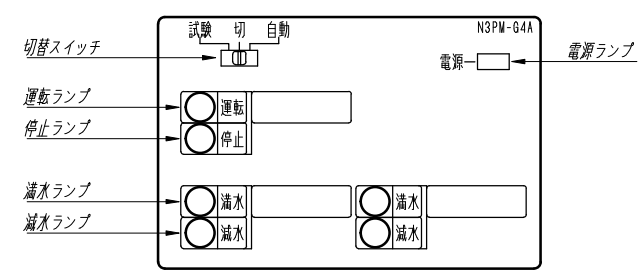 試験 切 自動 N3PM-G4A
切替スイッチ
電源 電源ランプ
運転ランプ 運転
停止ランプ 停止
満水ランプ 満水 満水
減水ランプ 減水 減水